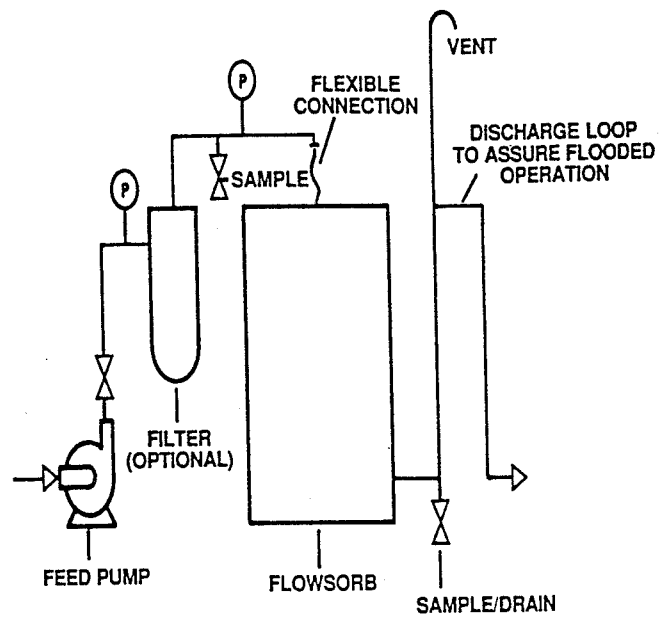 VENT
FLEXIBLE
CONNECTION
DISCHARGE LOOP
TO ASSURE FLOODED
OPERATION
P
SAMPLE
P
FILTER
(OPTIONAL)
FEED PUMP
FLOWSORB
SAMPLE/DRAIN